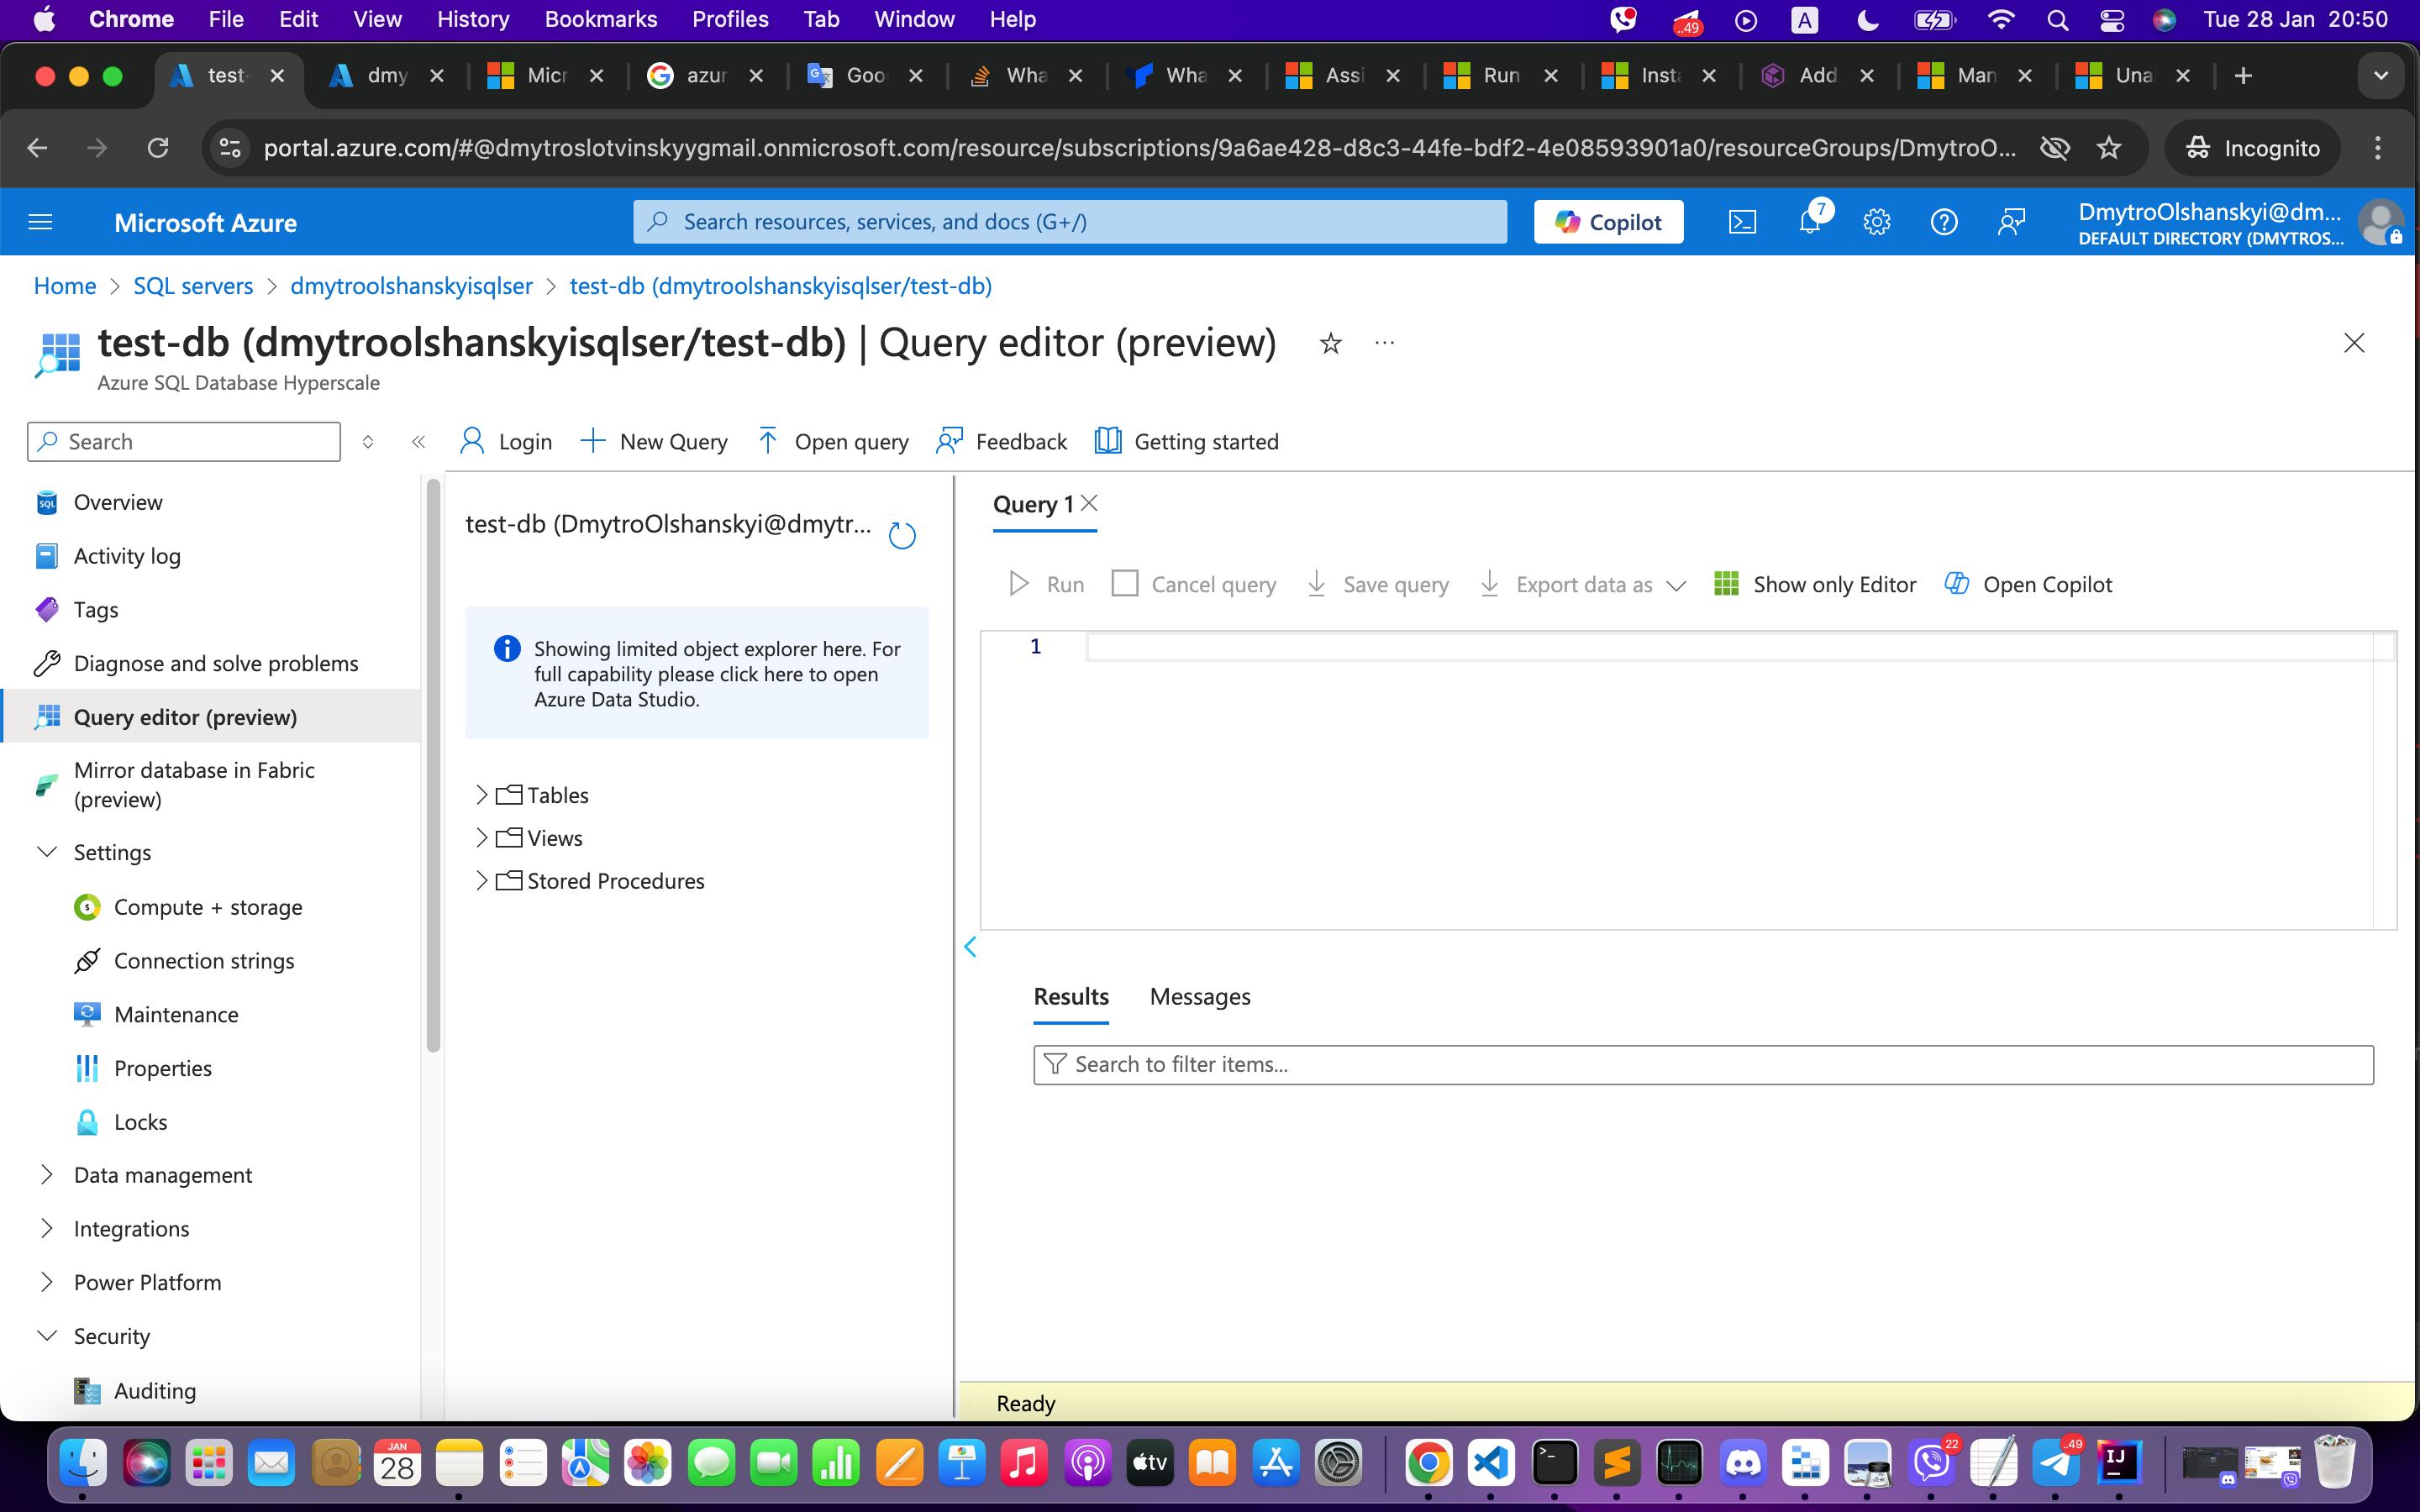 Chrome File Edit View History Bookmarks Profiles Tab Window Help ..49 A Tue 28 Jan 20:50
test- dmy Micr azur Goo Wha Wha Assi Run Insta Add Man Una
portal.azure.com/#@dmytroslotvinskyygmail.onmicrosoft.com/resource/subscriptions/9a6ae428-d8c3-44fe-bdf2-4e08593901a0/resourceGroups/DmytroO... Incognito
Microsoft Azure Search resources, services, and docs (G+/) Copilot 7 DmytroOlshanskyi@dm...
DEFAULT DIRECTORY (DMYTROS...
Home > SQL servers > dmytroolshanskyisqlser > test-db (dmytroolshanskyisqlser/test-db)
test-db (dmytroolshanskyisqlser/test-db) | Query editor (preview) ☆ ...
Azure SQL Database Hyperscale
Search Login New Query Open query Feedback Getting started
Overview
Activity log
Tags
Diagnose and solve problems
Query editor (preview)
Mirror database in Fabric
(preview)
Settings
Compute + storage
Connection strings
Maintenance
Properties
Locks
Data management
Integrations
Power Platform
Security
Auditing
test-db (DmytroOlshanskyi@dmytr...
Showing limited object explorer here. For
full capability please click here to open
Azure Data Studio.
Tables
Views
Stored Procedures
Query 1
Run Cancel query Save query Export data as Show only Editor Open Copilot
1
Results Messages
Search to filter items...
Ready
JAN
28
tv
22
..49
IJ